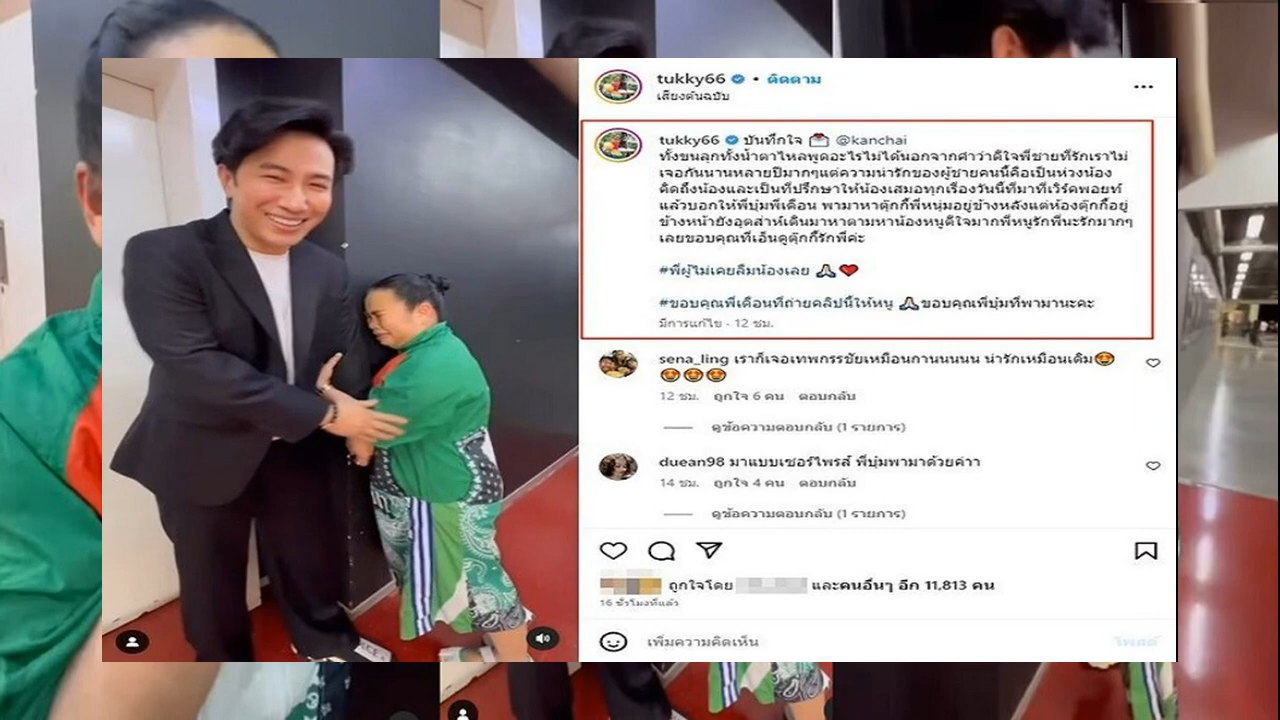 tukky66 • ติดตาม
เสียงต้นฉบับ
tukky66 บันทึกใจ 💌 @kanchai
ทั้งขนลุกทั้งน้ำตาไหลพูดอะไรไม่ได้นอกจากคำว่าดีใจพี่ชายที่รักเราไม่
เจอกันนานหลายปีมากๆแต่ความน่ารักของผู้ชายคนนี้คือเป็นห่วงน้อง
คิดถึงน้องและเป็นที่ปรึกษาให้น้องเสมอทุกเรื่องวันนี้ที่มาที่เวิร์คพอยท์
แล้วบอกให้พี่บุ๋มพี่เดือน พามาหาตุ๊กกี้พี่หนุ่มอยู่ข้างหลังแต่ห้องตุ๊กกี้อยู่
ข้างหน้ายังอุตส่าห์เดินมาหาตามหาน้องหนูดีใจมากพี่หนูรักพี่นะรักมากๆ
เลยขอบคุณที่เอ็นดูตุ๊กกี้รักพี่ค่ะ
#พี่ผู้ไม่เคยลืมน้องเลย 🙏🏻❤️
#ขอบคุณพี่เดือนที่ถ่ายคลิปนี้ให้หนู 🙏🏻ขอบคุณพี่บุ๋มที่พามานะคะ
มีการแก้ไข · 12 ชม.
sena_ling เราก็เจอเทพกรรชัยเหมือนกานนนนน น่ารักเหมือนเดิม🤩
🤩🤩🤩
12 ชม. ถูกใจ 6 คน ตอบกลับ
ดูข้อความตอบกลับ (1 รายการ)
duean98 มาแบบเซอร์ไพรส์ พี่บุ๋มพามาด้วยค่าา
14 ชม. ถูกใจ 4 คน ตอบกลับ
ดูข้อความตอบกลับ (1 รายการ)
ถูกใจโดย และคนอื่นๆ อีก 11,813 คน
16 ชั่วโมงที่แล้ว
เพิ่มความคิดเห็น
โพสต์